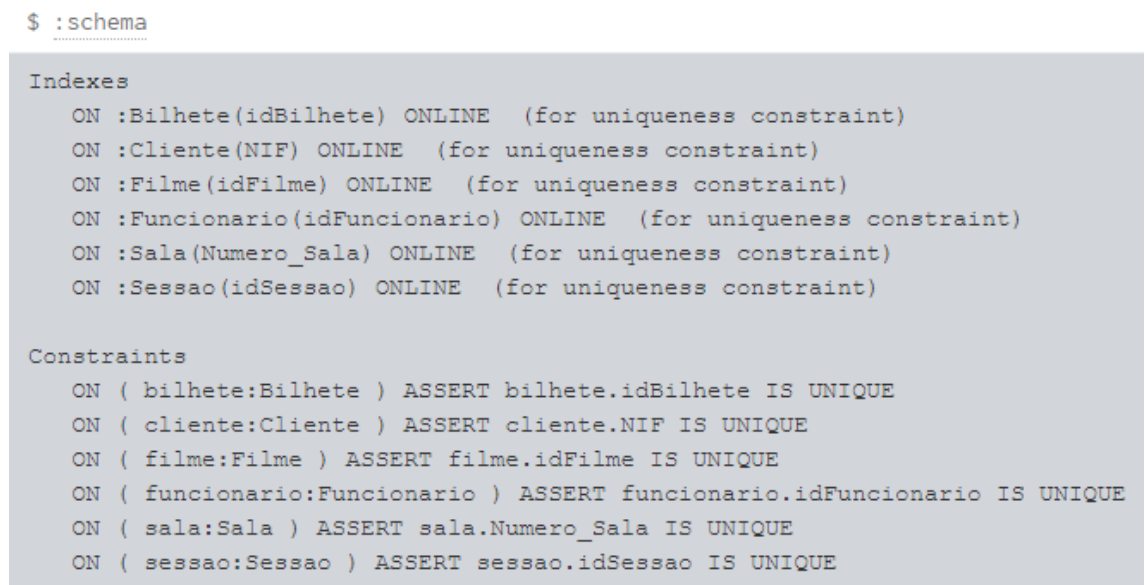 $ :schema
Indexes
ON :Bilhete(idBilhete) ONLINE (for uniqueness constraint)
ON :Cliente(NIF) ONLINE (for uniqueness constraint)
ON :Filme(idFilme) ONLINE (for uniqueness constraint)
ON :Funcionario(idFuncionario) ONLINE (for uniqueness constraint)
ON :Sala(Numero_Sala) ONLINE (for uniqueness constraint)
ON :Sessao(idSessao) ONLINE (for uniqueness constraint)
Constraints
ON ( bilhete:Bilhete ) ASSERT bilhete.idBilhete IS UNIQUE
ON ( cliente:Cliente ) ASSERT cliente.NIF IS UNIQUE
ON ( filme:Filme ) ASSERT filme.idFilme IS UNIQUE
ON ( funcionario:Funcionario ) ASSERT funcionario.idFuncionario IS UNIQUE
ON ( sala:Sala ) ASSERT sala.Numero_Sala IS UNIQUE
ON ( sessao:Sessao ) ASSERT sessao.idSessao IS UNIQUE